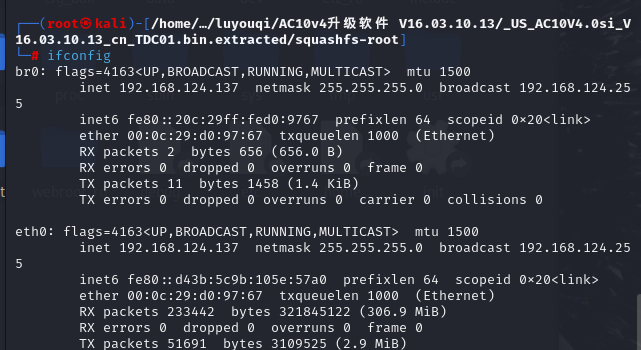 ┌──(root㉿kali)-[/home/…/luyouqi/AC10v4升级软件 V16.03.10.13/_US_AC10V4.0si_V
16.03.10.13_cn_TDC01.bin.extracted/squashfs-root]
└─# ifconfig
br0: flags=4163<UP,BROADCAST,RUNNING,MULTICAST>  mtu 1500
        inet 192.168.124.137  netmask 255.255.255.0  broadcast 192.168.124.25
5
        inet6 fe80::20c:29ff:fed0:9767  prefixlen 64  scopeid 0×20<link>
        ether 00:0c:29:d0:97:67  txqueuelen 1000  (Ethernet)
        RX packets 2  bytes 656 (656.0 B)
        RX errors 0  dropped 0  overruns 0  frame 0
        TX packets 11  bytes 1458 (1.4 KiB)
        TX errors 0  dropped 0 overruns 0  carrier 0  collisions 0
eth0: flags=4163<UP,BROADCAST,RUNNING,MULTICAST>  mtu 1500
        inet 192.168.124.137  netmask 255.255.255.0  broadcast 192.168.124.25
5
        inet6 fe80::d43b:5c9b:105e:57a0  prefixlen 64  scopeid 0×20<link>
        ether 00:0c:29:d0:97:67  txqueuelen 1000  (Ethernet)
        RX packets 233442  bytes 321845122 (306.9 MiB)
        RX errors 0  dropped 0  overruns 0  frame 0
        TX packets 51691  bytes 3109525 (2.9 MiB)